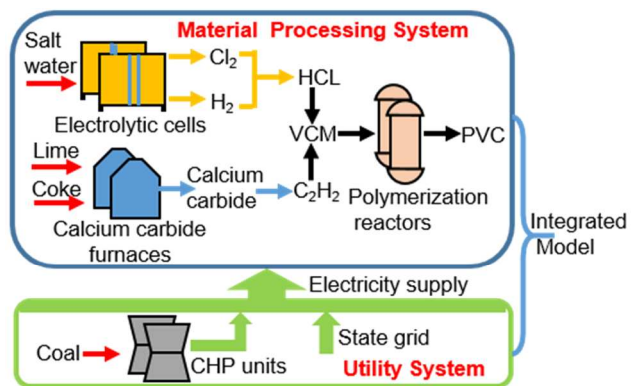 Material Processing System
Salt
water
Cl2
H2
HCL
Electrolytic cells
VCM
PVC
Lime
Coke
Calcium
carbide
C2H2
Polymerization
reactors
Calcium carbide
furnaces
Integrated
Model
Electricity supply
Coal
CHP units
State grid
Utility System